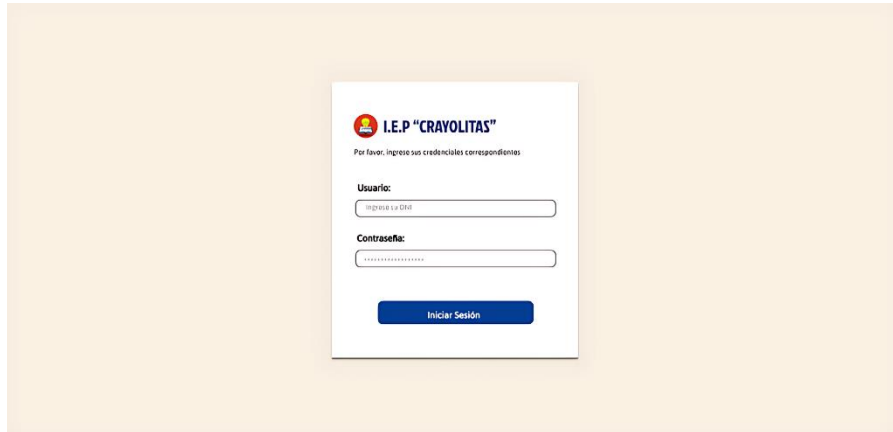 I.E.P “CRAYOLITAS”
Por favor, ingrese sus credenciales correspondientes
Usuario:
Ingrese su DNI
Contraseña:
Iniciar Sesión